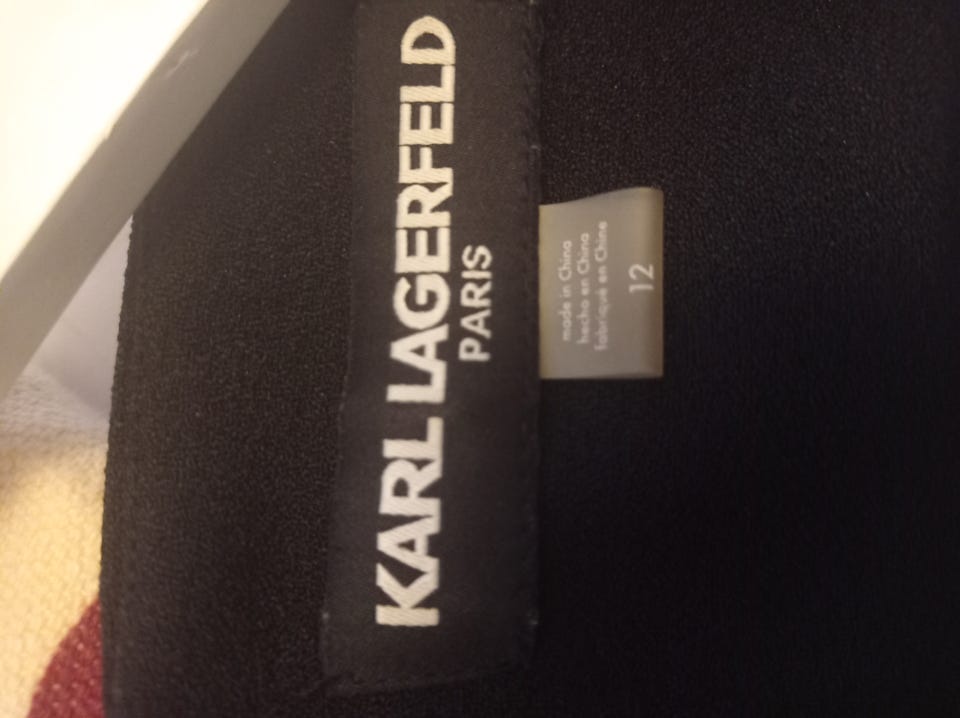 KARL LAGERFELD
PARIS
made in China
hecho en China
fabriqué en Chine
12